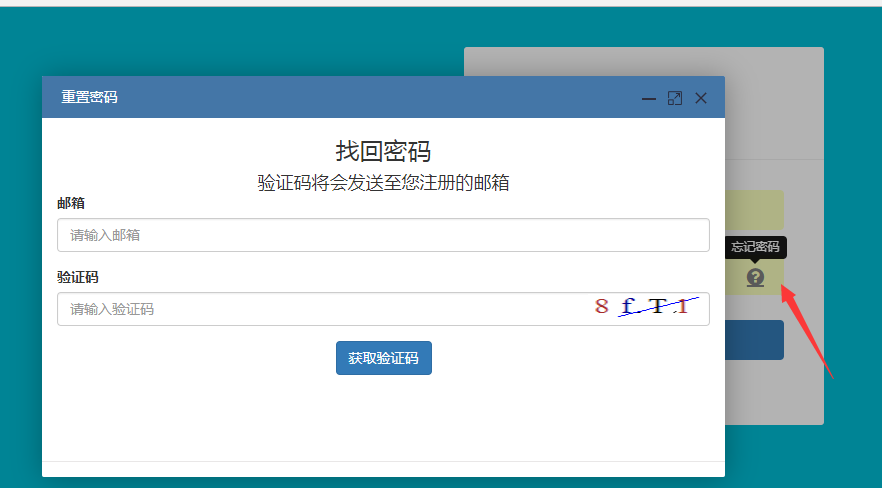 重置密码
找回密码
验证码将会发送至您注册的邮箱
邮箱
请输入邮箱
忘记密码
验证码
请输入验证码
8 f T 1
获取验证码